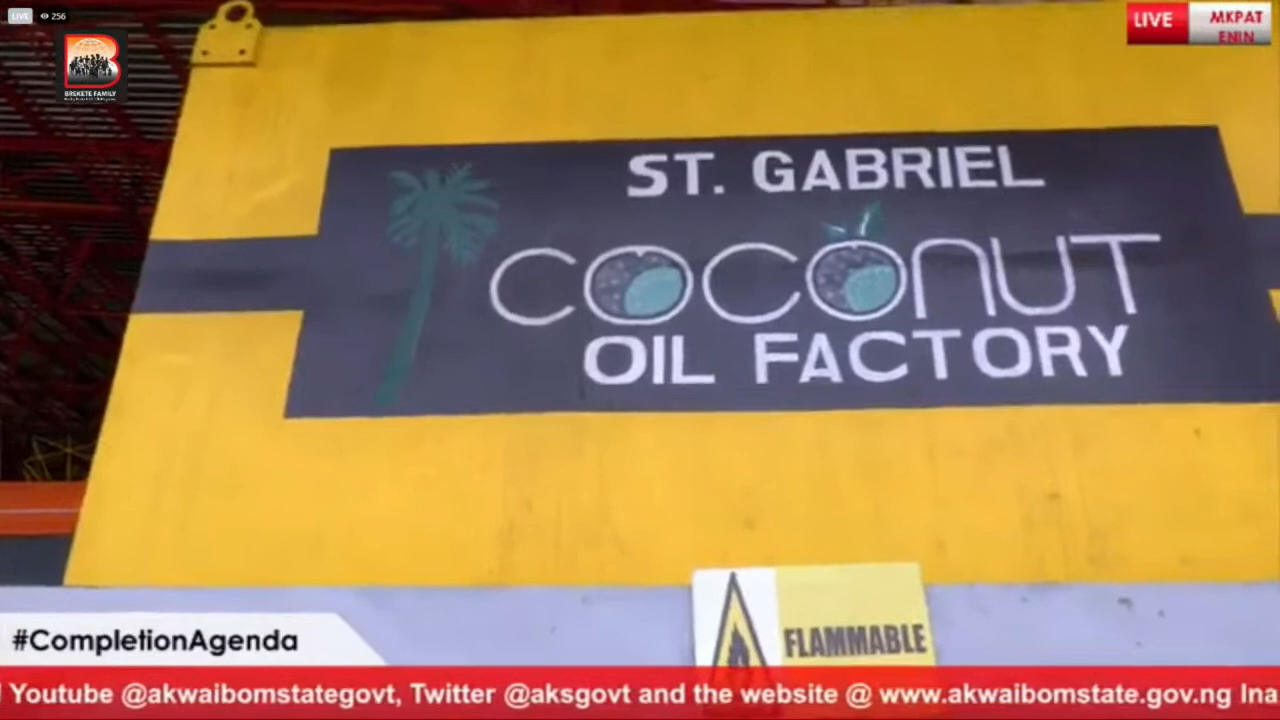 LIVE 256
BREKETE FAMILY
LIVE
MKPAT
ENIN
ST. GABRIEL
COCONUT
OIL FACTORY
FLAMMABLE
#CompletionAgenda
Youtube @akwaibomstategovt, Twitter @aksgovt and the website @ www.akwaibomstate.gov.ng Ina